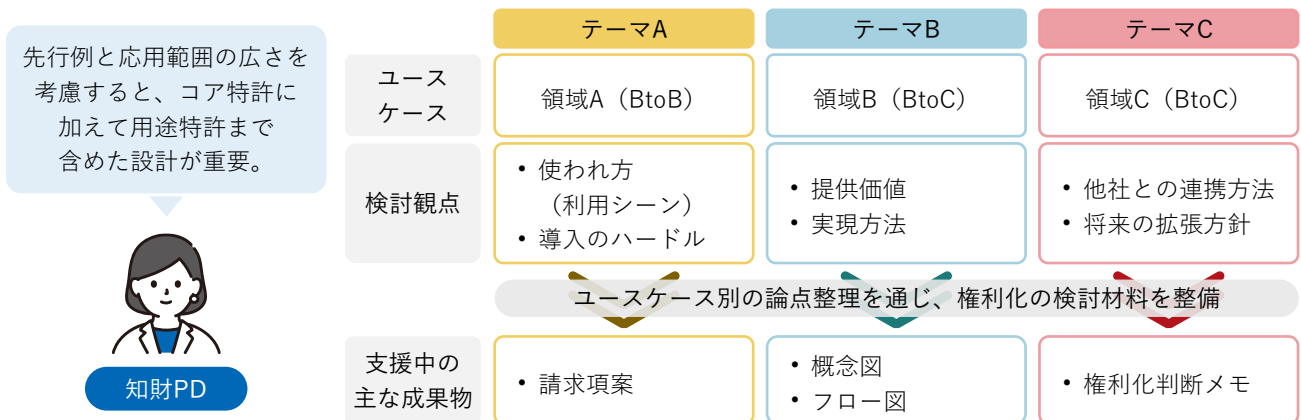 先行例と応用範囲の広さを
考慮すると、コア特許に
加えて用途特許まで
含めた設計が重要。
知財PD
テーマA
テーマB
テーマC
ユース
ケース
領域A（BtoB）
領域B（BtoC）
領域C（BtoC）
検討観点
• 使われ方
（利用シーン）
• 導入のハードル
• 提供価値
• 実現方法
• 他社との連携方法
• 将来の拡張方針
ユースケース別の論点整理を通じ、権利化の検討材料を整備
支援中の
主な成果物
• 請求項案
• 概念図
• フロー図
• 権利化判断メモ